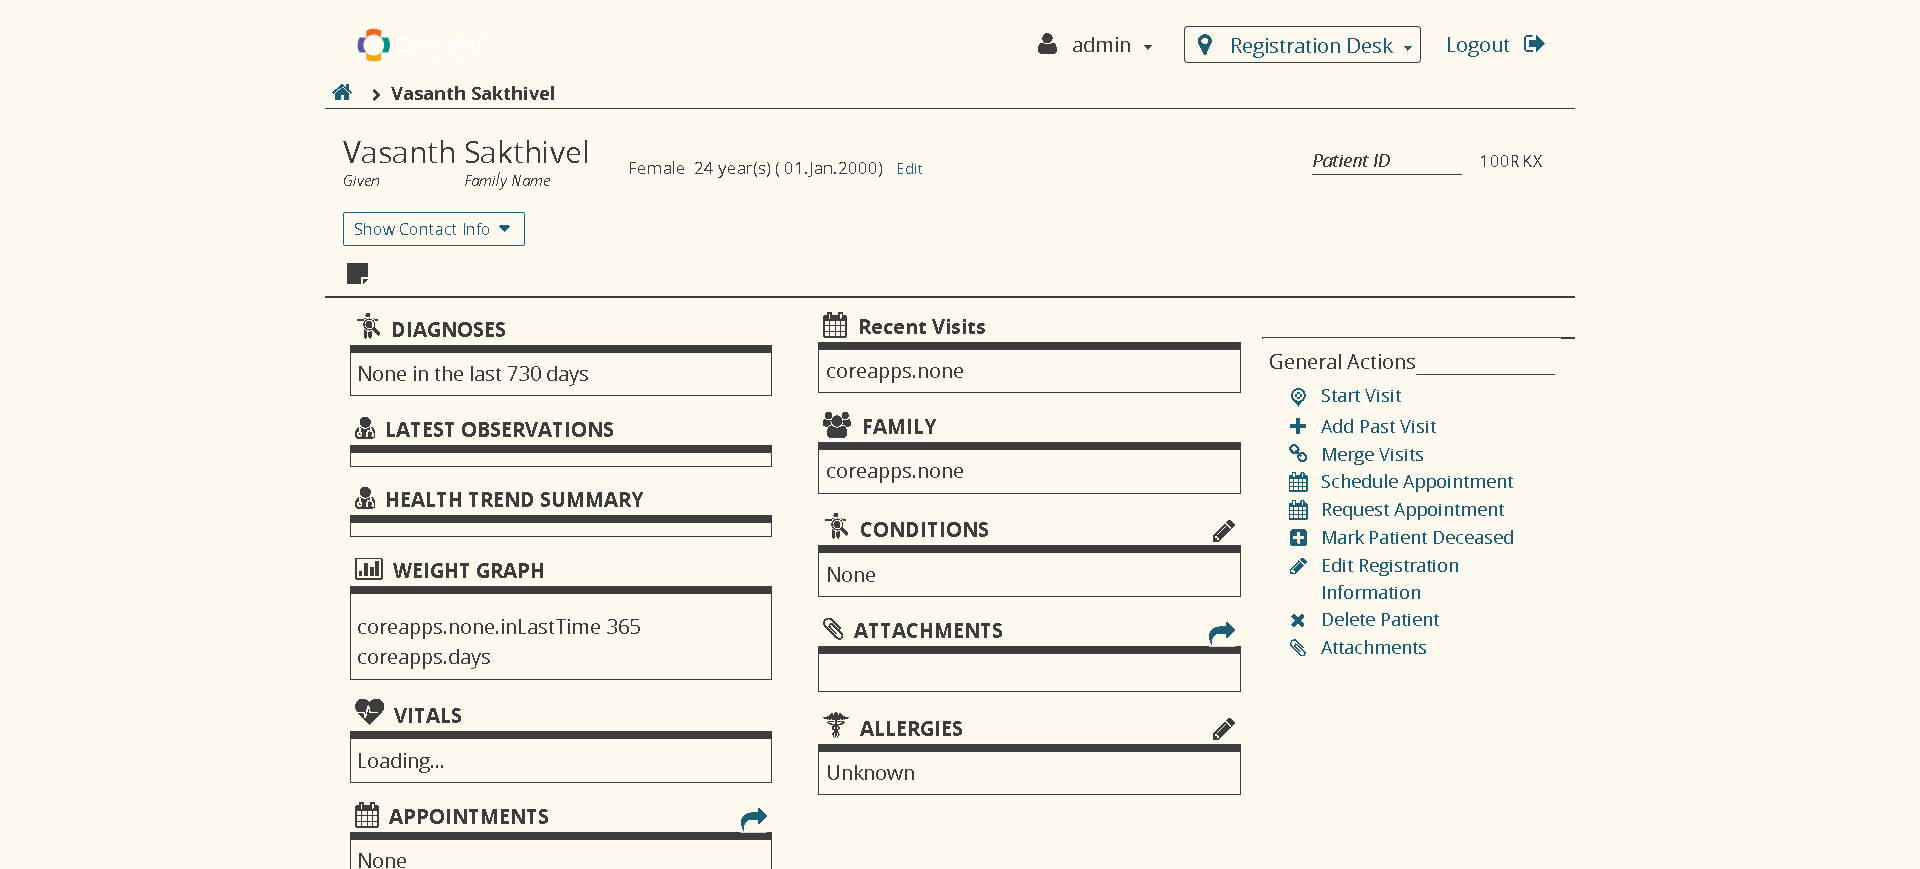 OpenMRS
admin
Registration Desk
Logout
Vasanth Sakthivel
Vasanth Sakthivel
Given Family Name
Female 24 year(s) ( 01.Jan.2000) Edit
Patient ID 100RKX
Show Contact Info
DIAGNOSES
None in the last 730 days
LATEST OBSERVATIONS
HEALTH TREND SUMMARY
WEIGHT GRAPH
coreapps.none.inLastTime 365
coreapps.days
VITALS
Loading...
APPOINTMENTS
None
Recent Visits
coreapps.none
FAMILY
coreapps.none
CONDITIONS
None
ATTACHMENTS
ALLERGIES
Unknown
General Actions
Start Visit
Add Past Visit
Merge Visits
Schedule Appointment
Request Appointment
Mark Patient Deceased
Edit Registration
Information
Delete Patient
Attachments